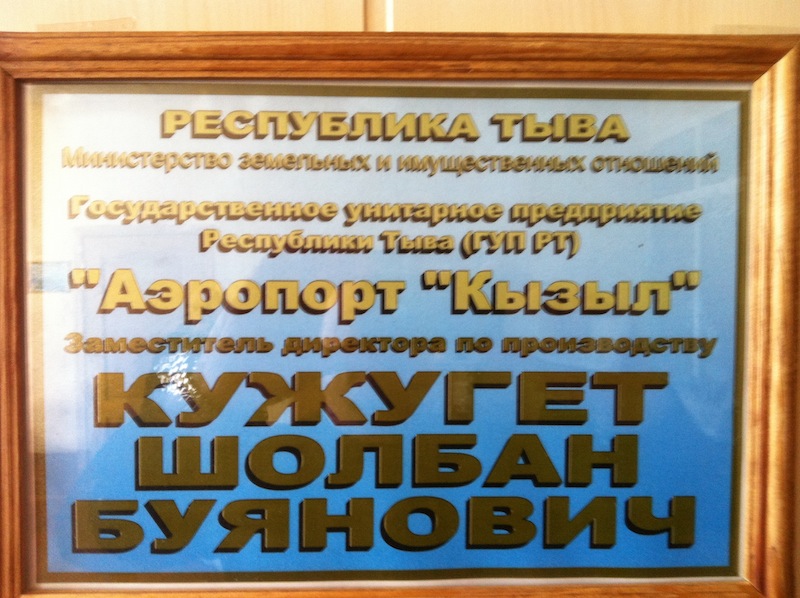 РЕСПУБЛИКА ТЫВА
Министерство земельных и имущественных отношений
Государственное унитарное предприятие
Республики Тыва (ГУП РТ)
"Аэропорт "Кызыл"
Заместитель директора по производству
КУЖУГЕТ
ШОЛБАН
БУЯНОВИЧ